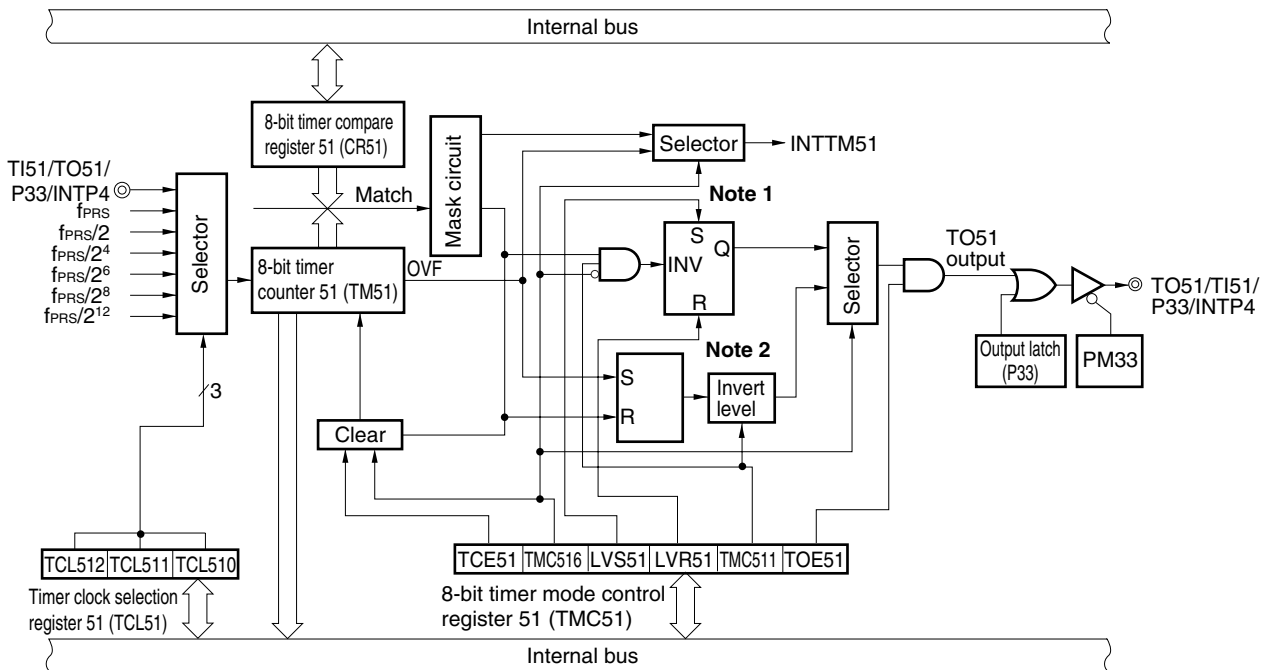 Internal bus
8-bit timer compare
register 51 (CR51)
TI51/TO51/
P33/INTP4
fPRS
fPRS/2
fPRS/2⁴
fPRS/2⁶
fPRS/2⁸
fPRS/2¹²
Selector
Match
Mask circuit
8-bit timer
counter 51 (TM51)
OVF
Selector
INTTM51
Note 1
S
Q
INV
R
Note 2
S
R
Invert
level
Selector
TO51
output
TO51/TI51/
P33/INTP4
Output latch
(P33)
PM33
3
Clear
TCL512 TCL511 TCL510
Timer clock selection
register 51 (TCL51)
TCE51 TMC516 LVS51 LVR51 TMC511 TOE51
8-bit timer mode control
register 51 (TMC51)
Internal bus